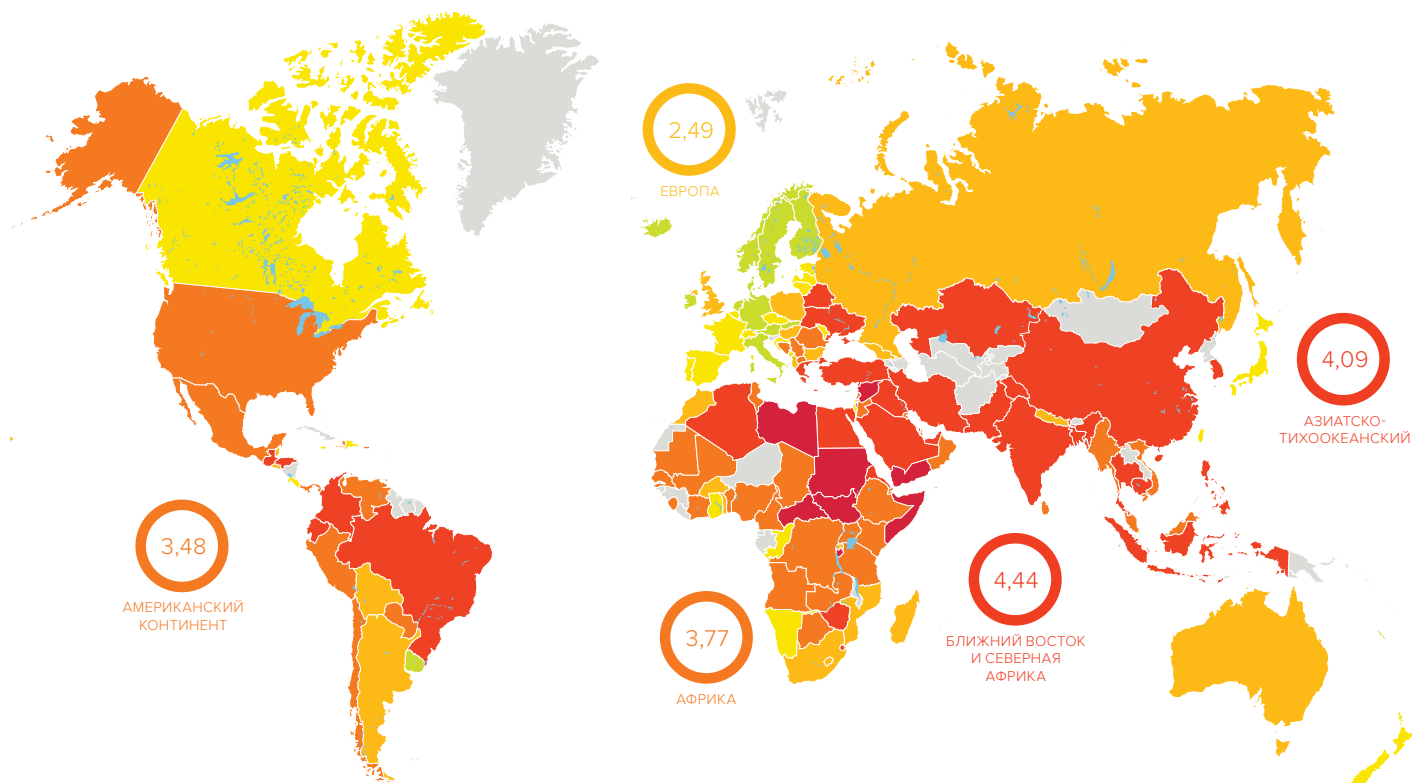 2,49
ЕВРОПА
4,09
АЗИАТСКО-
ТИХООКЕАНСКИЙ
3,48
АМЕРИКАНСКИЙ
КОНТИНЕНТ
4,44
БЛИЖНИЙ ВОСТОК
И СЕВЕРНАЯ
АФРИКА
3,77
АФРИКА